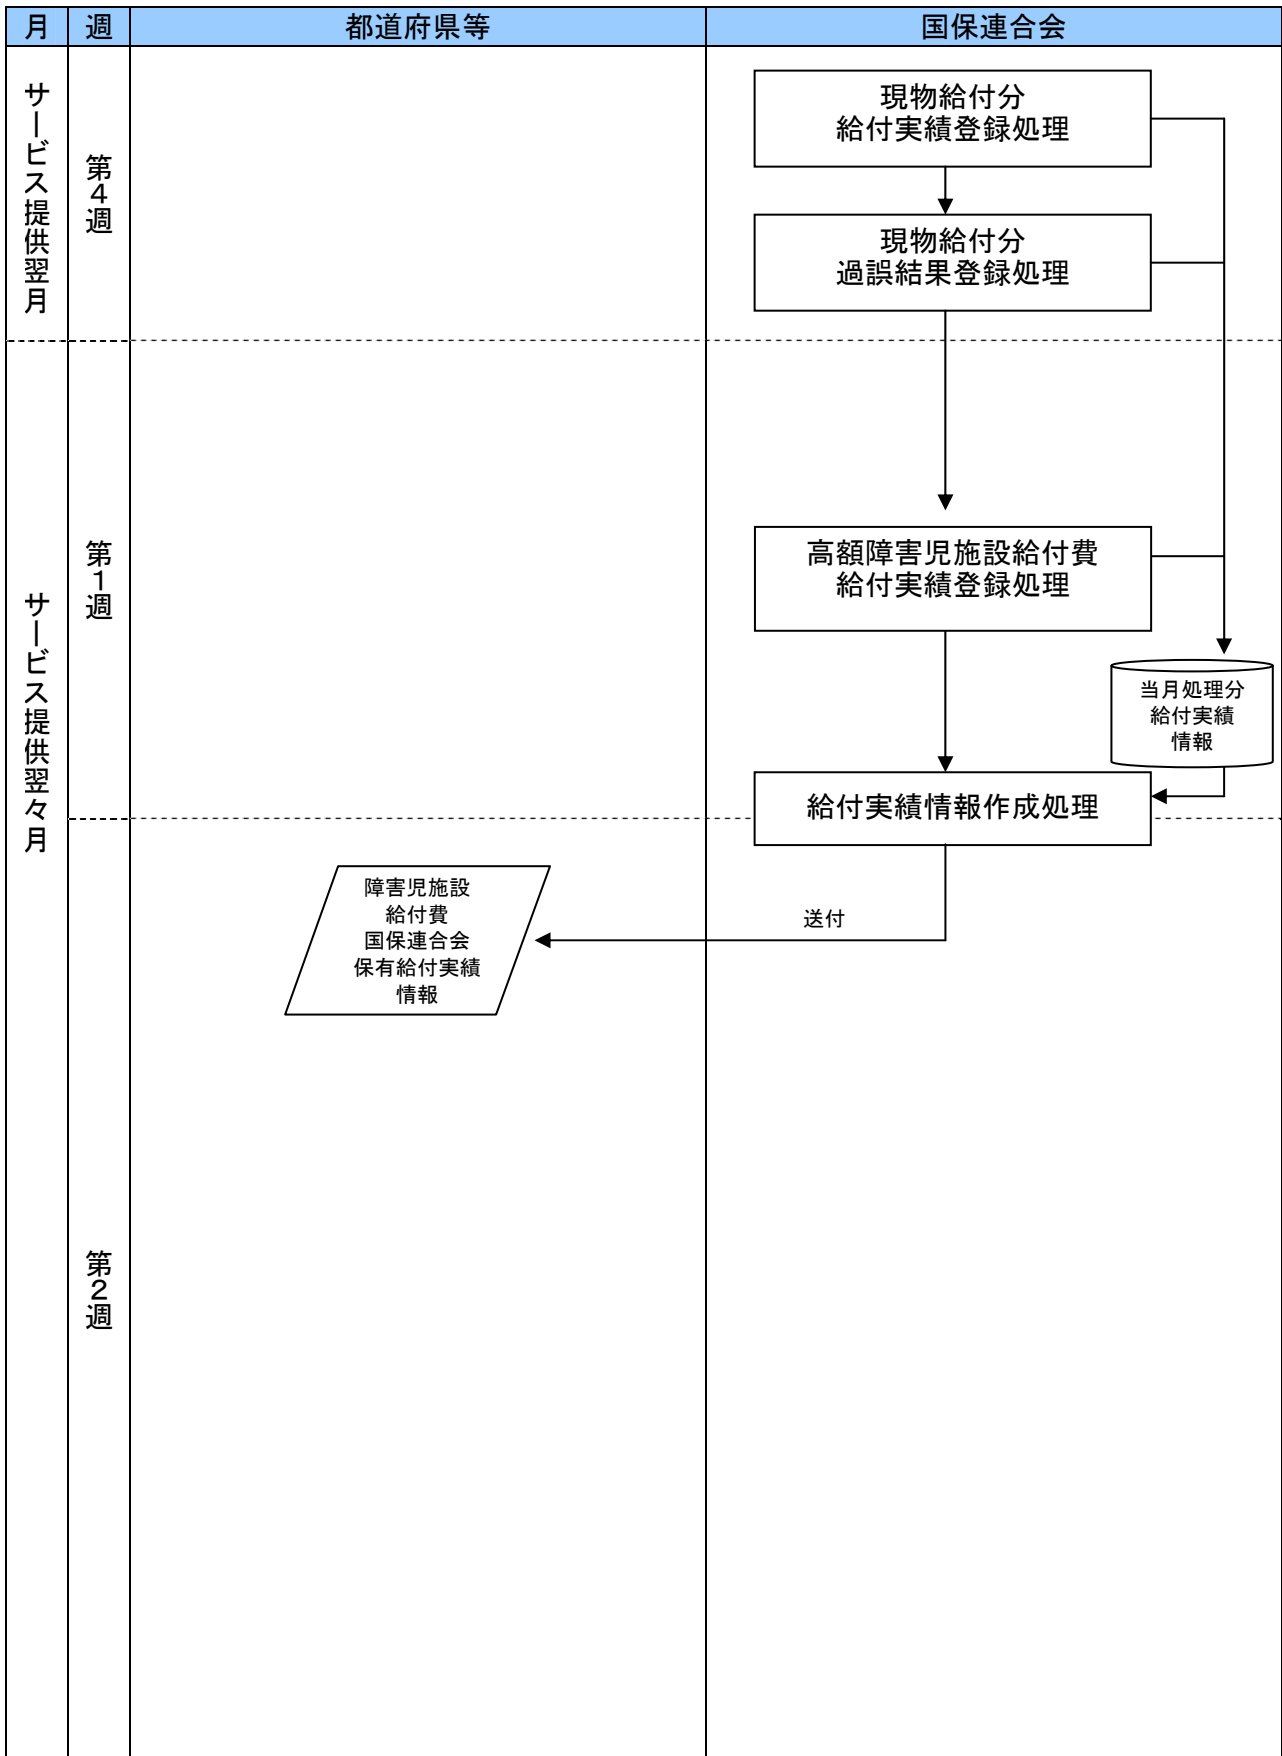 月
週
都道府県等
国保連合会
サービス提供翌月
第4週
現物給付分
給付実績登録処理
現物給付分
過誤結果登録処理
サービス提供翌々月
第1週
高額障害児施設給付費
給付実績登録処理
当月処理分
給付実績
情報
給付実績情報作成処理
第2週
障害児施設
給付費
国保連合会
保有給付実績
情報
送付